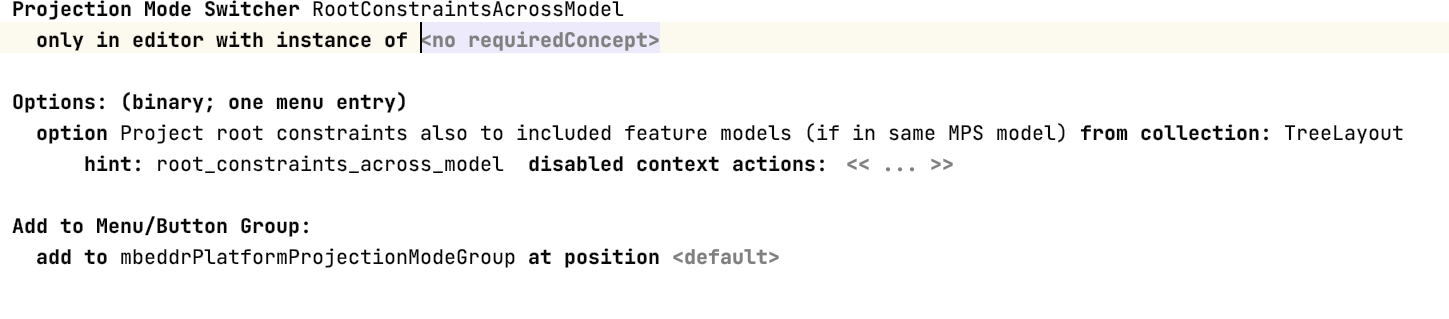 Projection Mode Switcher RootConstraintsAcrossModel
only in editor with instance of <no requiredConcept>
Options: (binary; one menu entry)
option Project root constraints also to included feature models (if in same MPS model) from collection: TreeLayout
hint: root_constraints_across_model disabled context actions: << ... >>
Add to Menu/Button Group:
add to mbeddrPlatformProjectionModeGroup at position <default>